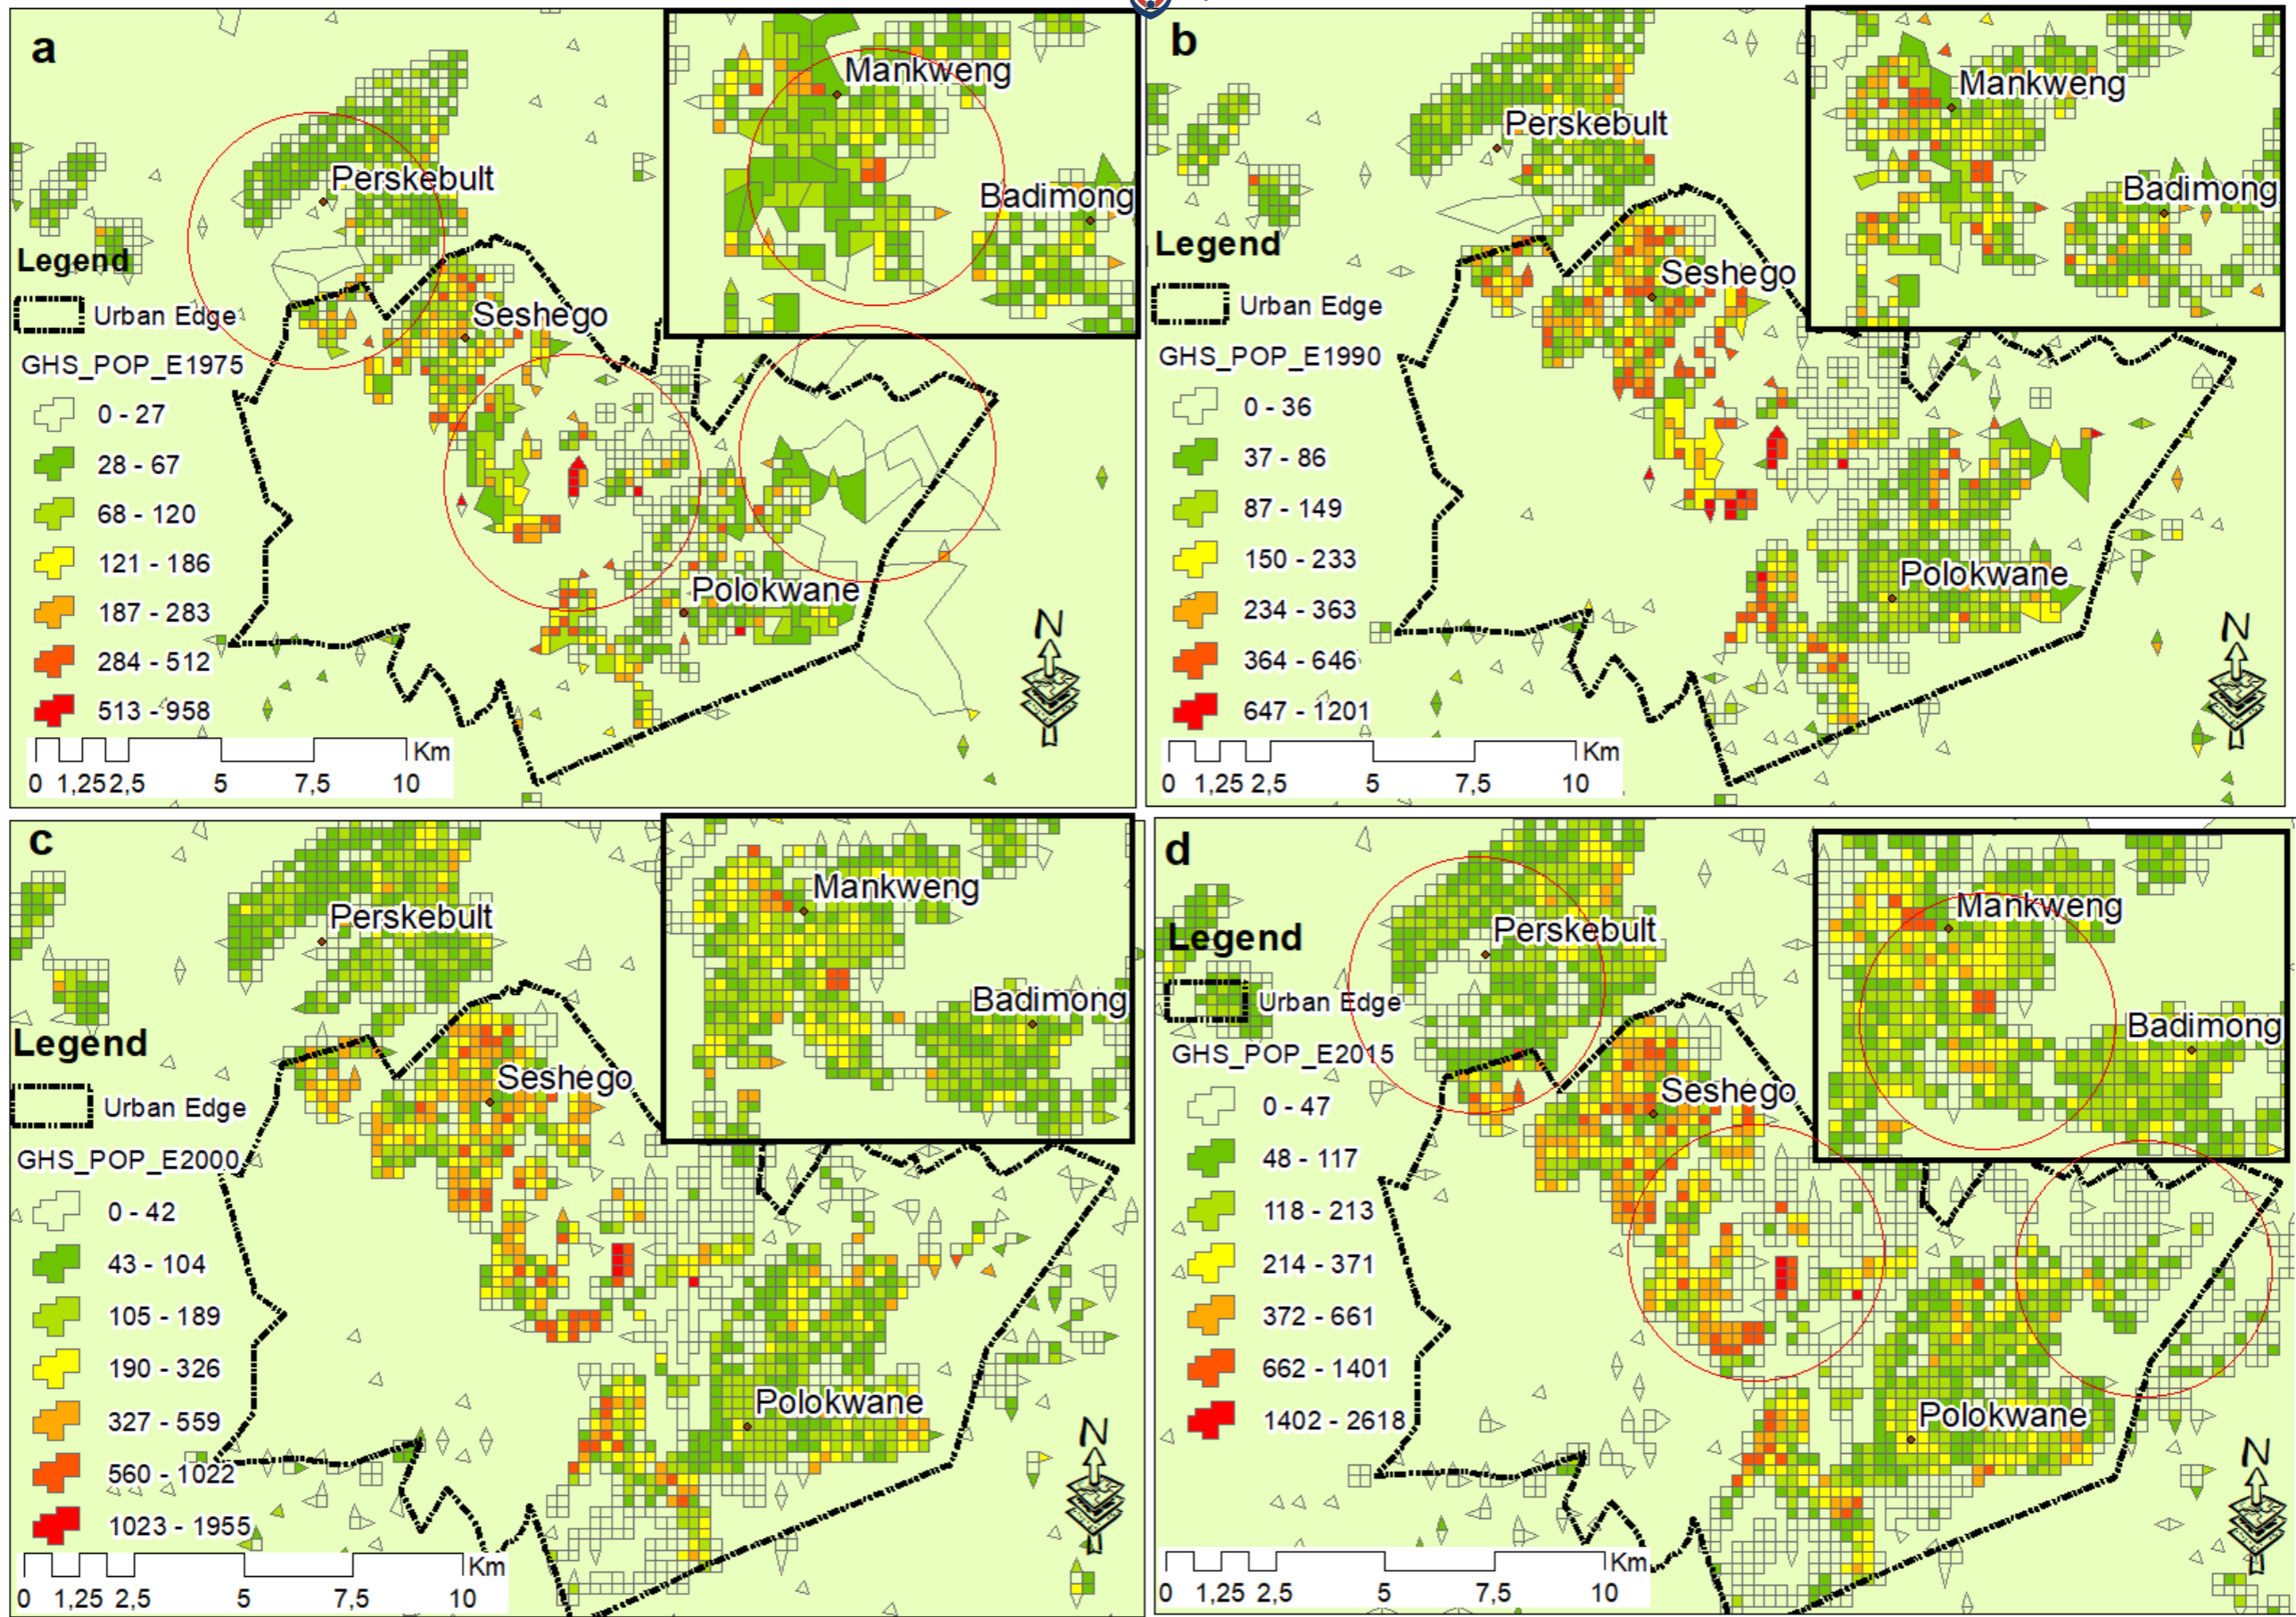 a
Mankweng
Badimong
Perskebult
Seshego
Polokwane
Legend
Urban Edge
GHS_POP_E1975
0 - 27
28 - 67
68 - 120
121 - 186
187 - 283
284 - 512
513 - 958
Km
0 1,25 2,5 5 7,5 10
N
b
Mankweng
Badimong
Perskebult
Seshego
Polokwane
Legend
Urban Edge
GHS_POP_E1990
0 - 36
37 - 86
87 - 149
150 - 233
234 - 363
364 - 646
647 - 1201
Km
0 1,25 2,5 5 7,5 10
N
c
Mankweng
Badimong
Perskebult
Seshego
Polokwane
Legend
Urban Edge
GHS_POP_E2000
0 - 42
43 - 104
105 - 189
190 - 326
327 - 559
560 - 1022
1023 - 1955
Km
0 1,25 2,5 5 7,5 10
N
d
Mankweng
Badimong
Perskebult
Seshego
Polokwane
Legend
Urban Edge
GHS_POP_E2015
0 - 47
48 - 117
118 - 213
214 - 371
372 - 661
662 - 1401
1402 - 2618
Km
0 1,25 2,5 5 7,5 10
N